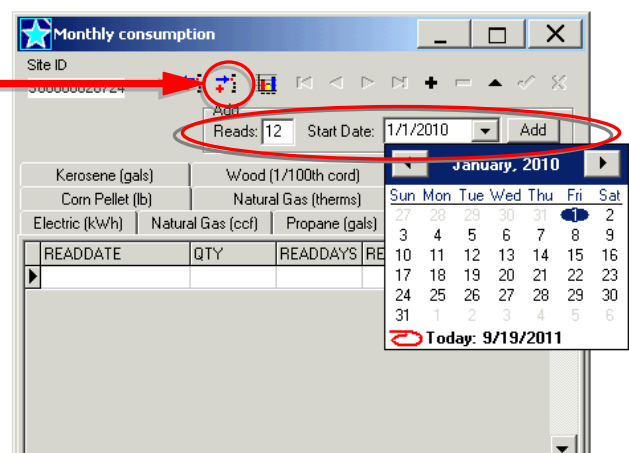 Monthly consumption
Site ID
Add
Reads: 12 Start Date: 1/1/2010 Add
January, 2010
Kerosene (gals) Wood (1/100th cord)
Corn Pellet (lb) Natural Gas (therms)
Electric (kWh) Natural Gas (ccf) Propane (gals)
READDATE QTY READDAYS RE
Sun Mon Tue Wed Thu Fri Sat
27 28 29 30 31 1 2
3 4 5 6 7 8 9
10 11 12 13 14 15 16
17 18 19 20 21 22 23
24 25 26 27 28 29 30
31 1 2 3 4 5 6
Today: 9/19/2011